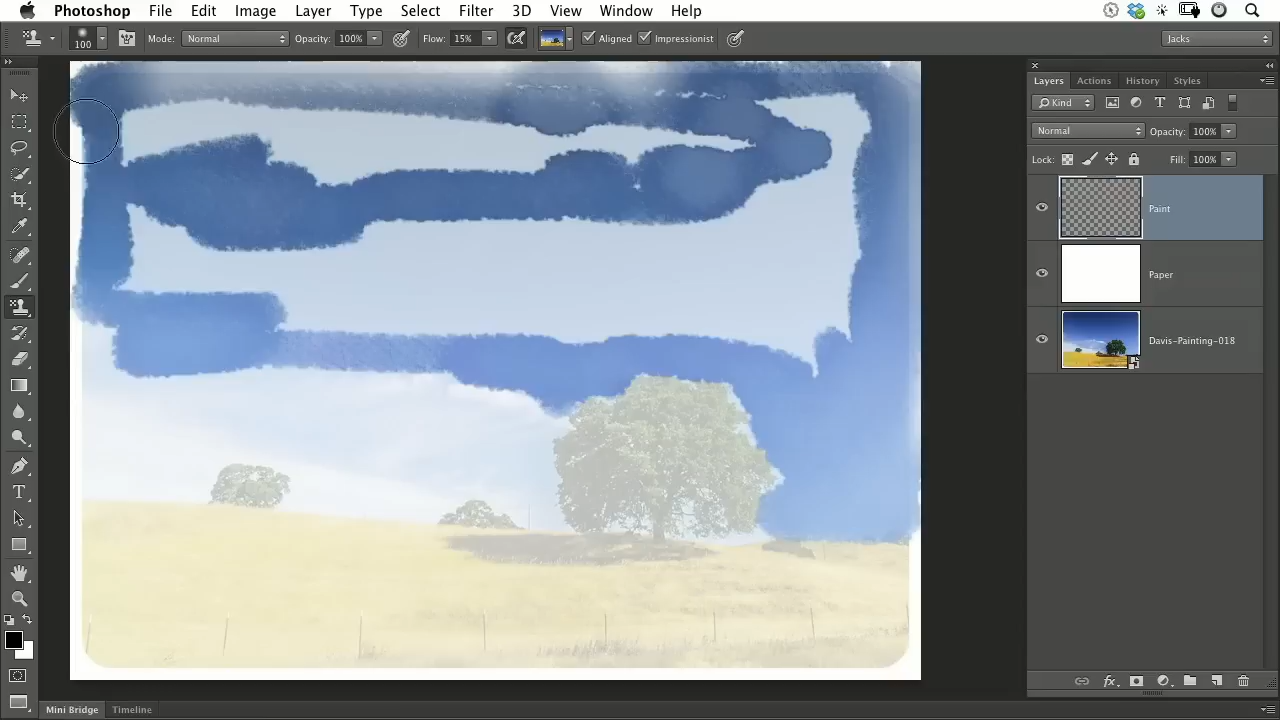 Photoshop File Edit Image Layer Type Select Filter 3D View Window Help
100 Mode: Normal Opacity: 100% Flow: 15% Aligned Impressionist Jacks
Layers Actions History Styles
Kind
Normal Opacity: 100%
Lock: Fill: 100%
Paint
Paper
Davis-Painting-018
fx
Mini Bridge Timeline